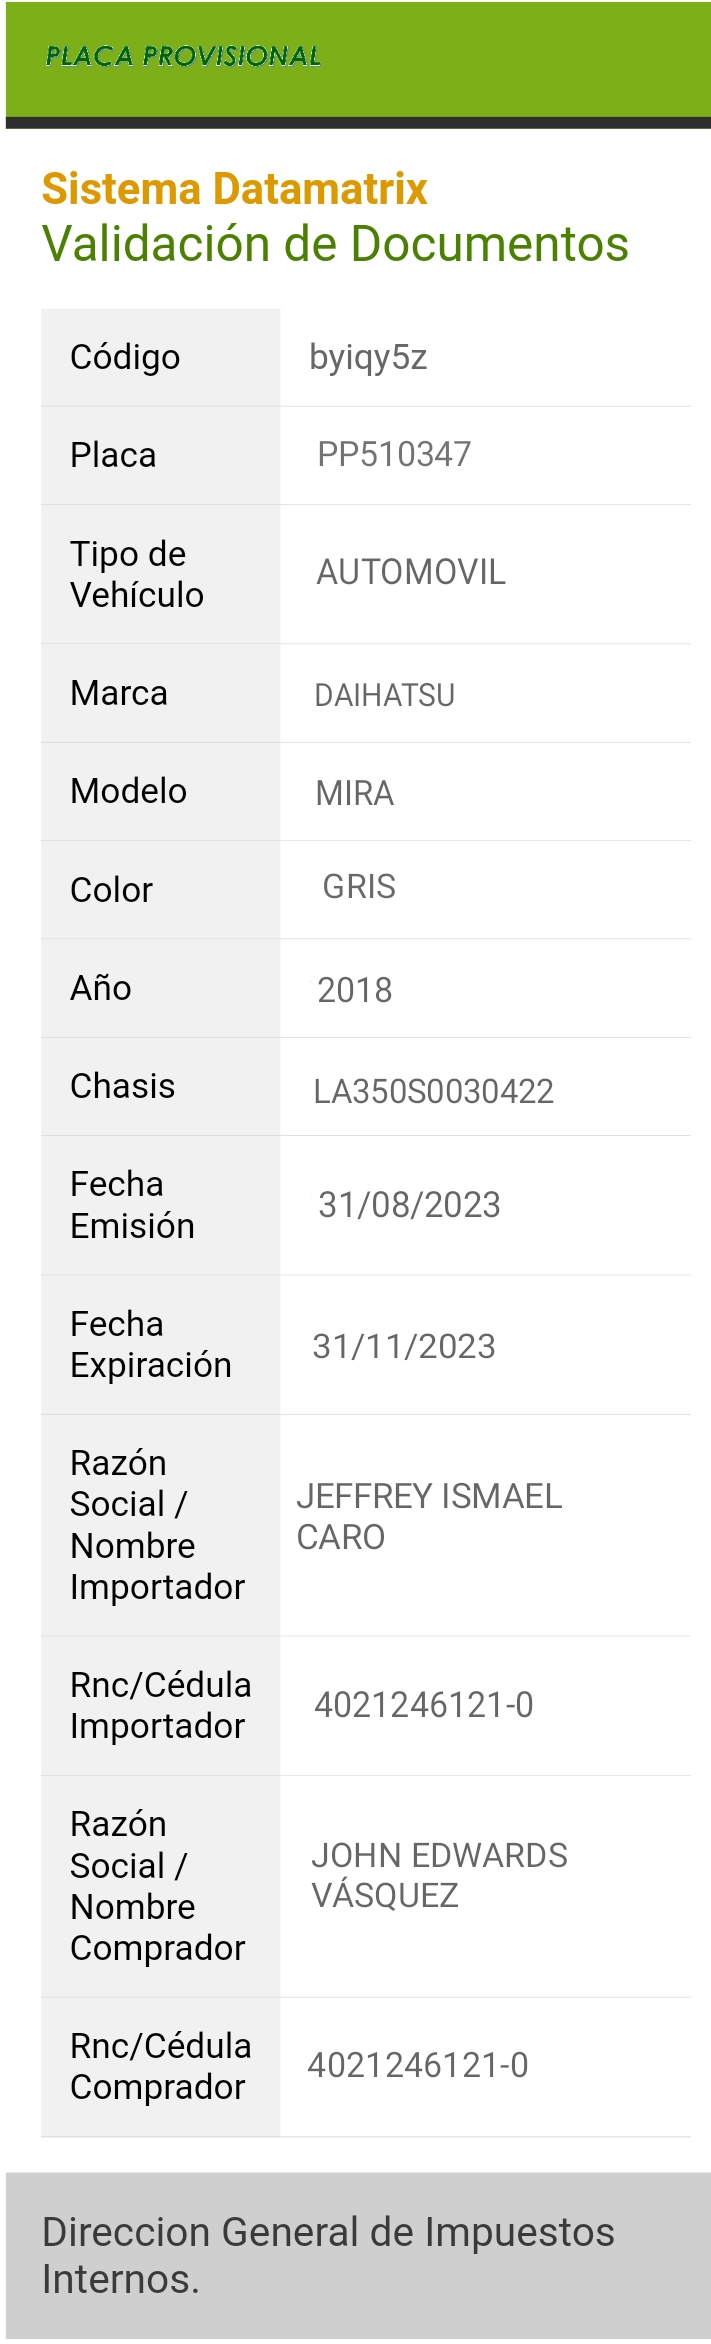 PLACA PROVISIONAL
Sistema Datamatrix
Validación de Documentos
Código byiqy5z
Placa PP510347
Tipo de
Vehículo AUTOMOVIL
Marca DAIHATSU
Modelo MIRA
Color GRIS
Año 2018
Chasis LA350S0030422
Fecha
Emisión 31/08/2023
Fecha
Expiración 31/11/2023
Razón
Social /
Nombre
Importador JEFFREY ISMAEL
CARO
Rnc/Cédula
Importador 4021246121-0
Razón
Social /
Nombre
Comprador JOHN EDWARDS
VÁSQUEZ
Rnc/Cédula
Comprador 4021246121-0
Direccion General de Impuestos
Internos.